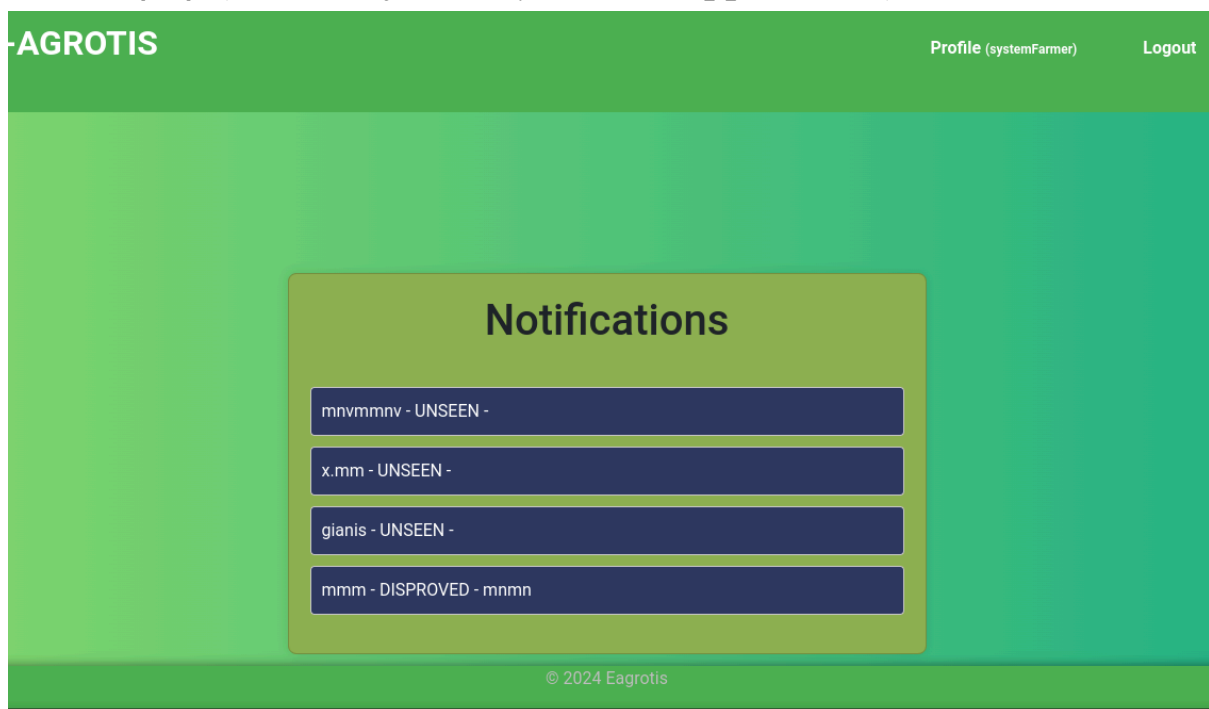 -AGROTIS
Profile (systemFarmer) Logout
Notifications
mnvmmnv - UNSEEN -
x.mm - UNSEEN -
gianis - UNSEEN -
mmm - DISPROVED - mnmn
© 2024 Eagrotis